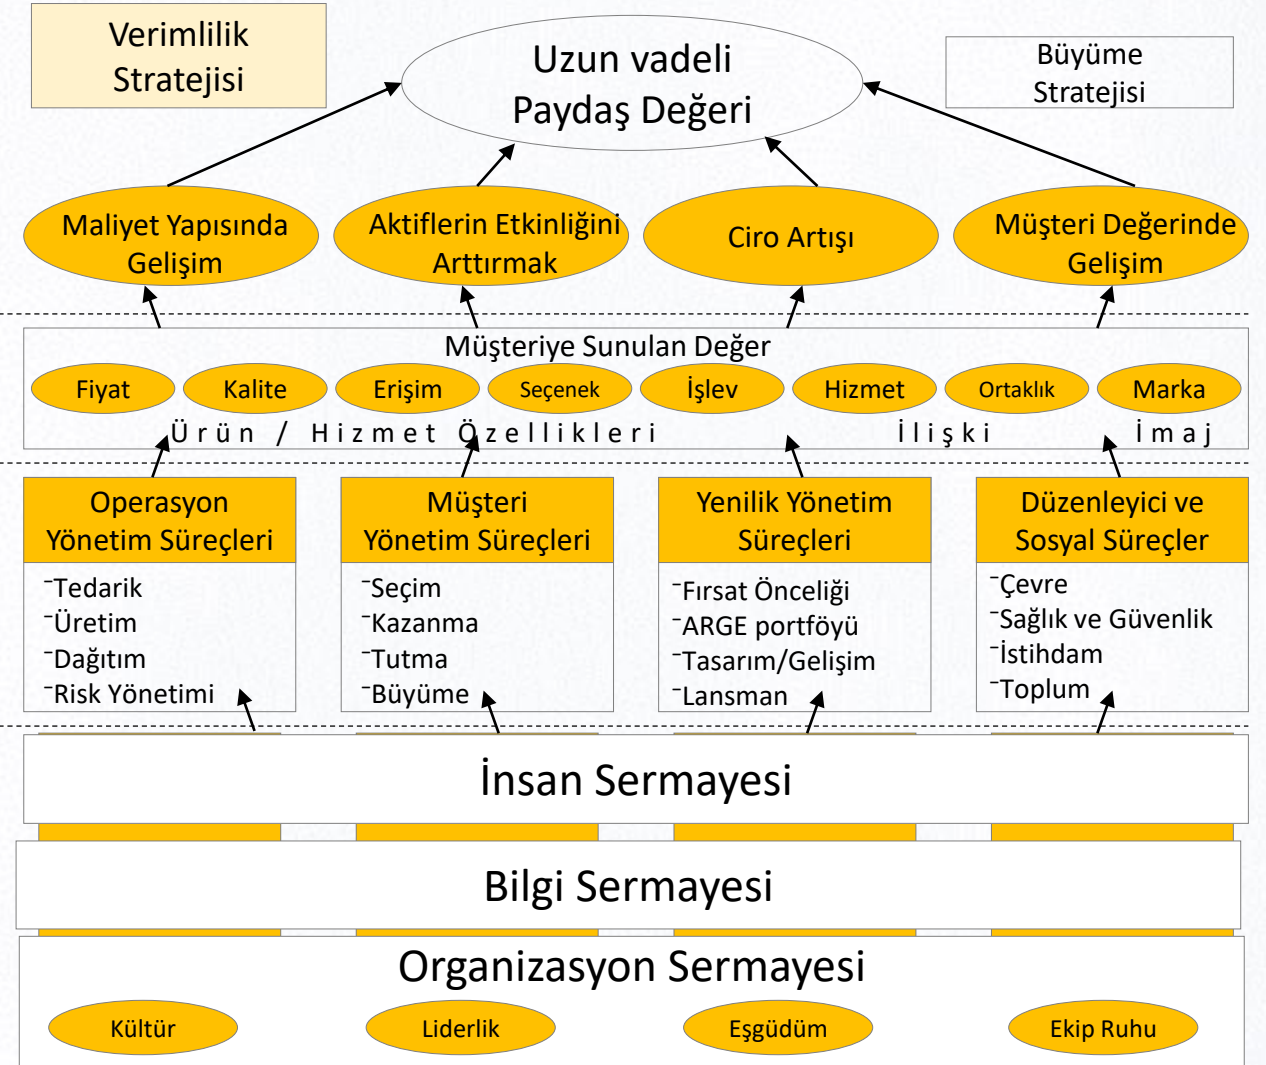 Verimlilik
Stratejisi
Uzun vadeli
Paydaş Değeri
Büyüme
Stratejisi
Maliyet Yapısında
Gelişim
Aktiflerin Etkinliğini
Arttırmak
Ciro Artışı
Müşteri Değerinde
Gelişim
Müşteriye Sunulan Değer
Fiyat
Kalite
Erişim
Seçenek
İşlev
Hizmet
Ortaklık
Marka
Ürün / Hizmet Özellikleri
İlişki
İmaj
Operasyon
Yönetim Süreçleri
-Tedarik
-Üretim
-Dağıtım
-Risk Yönetimi
Müşteri
Yönetim Süreçleri
-Seçim
-Kazanma
-Tutma
-Büyüme
Yenilik Yönetim
Süreçleri
-Fırsat Önceliği
-ARGE portföyü
-Tasarım/Gelişim
-Lansman
Düzenleyici ve
Sosyal Süreçler
-Çevre
-Sağlık ve Güvenlik
-İstihdam
-Toplum
İnsan Sermayesi
Bilgi Sermayesi
Organizasyon Sermayesi
Kültür
Liderlik
Eşgüdüm
Ekip Ruhu